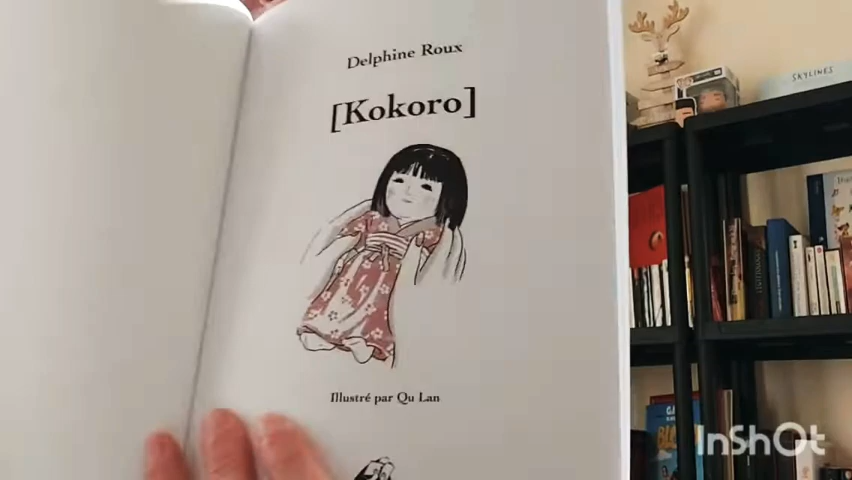 Delphine Roux
[Kokoro]
Illustré par Qu Lan
SKYLINES
InShOt